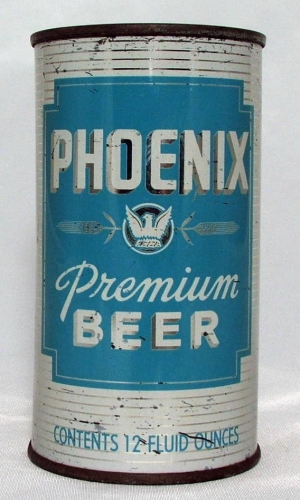 PHOENIX
Premium
BEER
CONTENTS 12 FLUID OUNCES